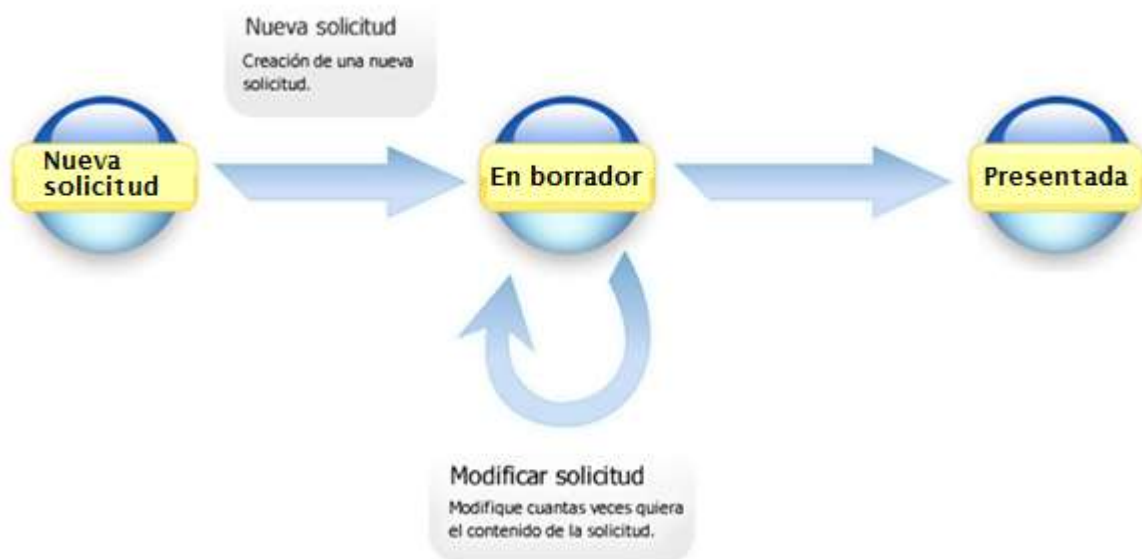 Nueva solicitud
Creación de una nueva
solicitud.
Nueva
solicitud
En borrador
Presentada
Modificar solicitud
Modifique cuantas veces quiera
el contenido de la solicitud.